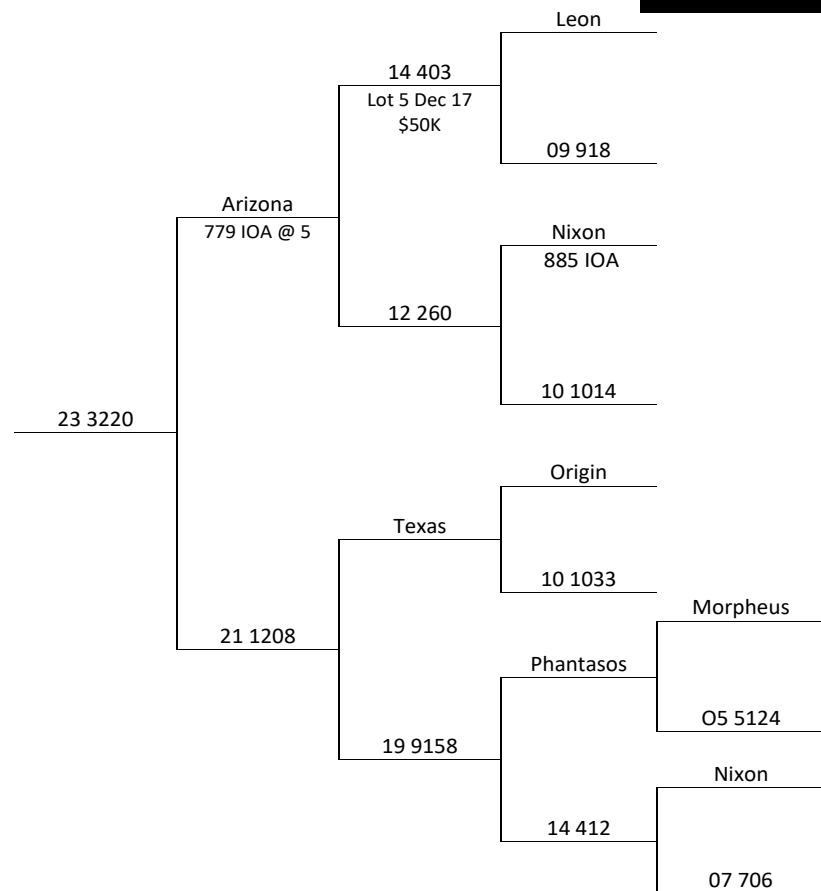 Leon
14 403
Lot 5 Dec 17
$50K
09 918
Arizona
779 IOA @ 5
Nixon
885 IOA
12 260
10 1014
23 3220
Origin
Texas
10 1033
Morpheus
21 1208
Phantasos
O5 5124
19 9158
Nixon
14 412
07 706